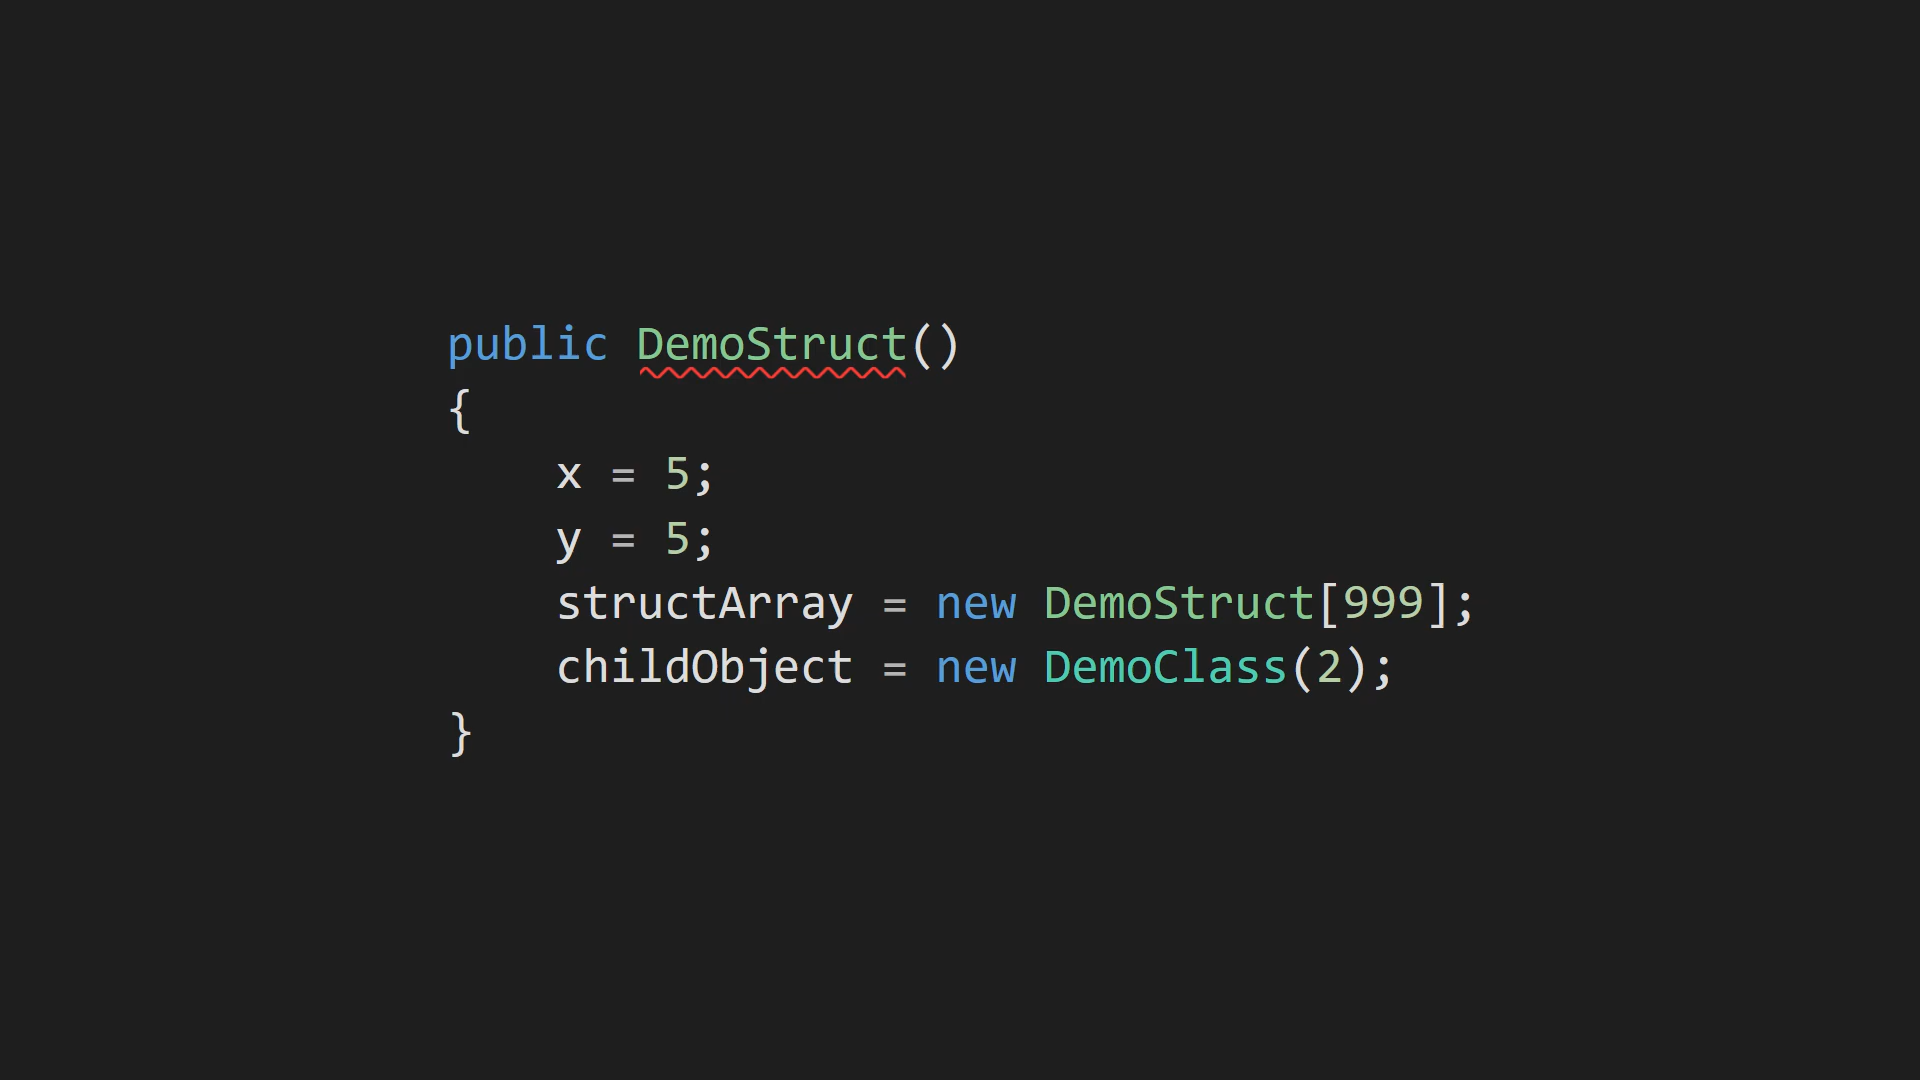 public DemoStruct()
{
    x = 5;
    y = 5;
    structArray = new DemoStruct[999];
    childObject = new DemoClass(2);
}